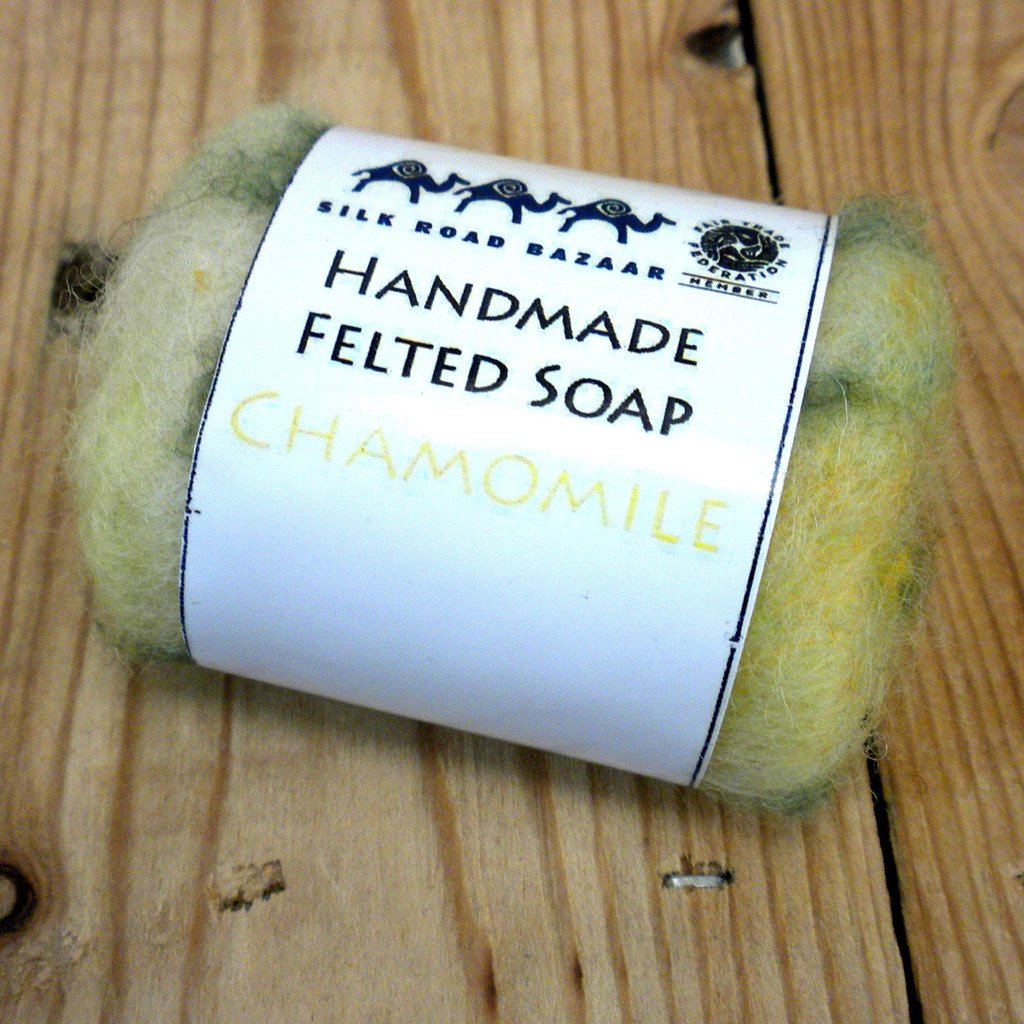 SILK ROAD BAZAAR
FAIR TRADE
FEDERATION
MEMBER
HANDMADE
FELTED SOAP
CHAMOMILE